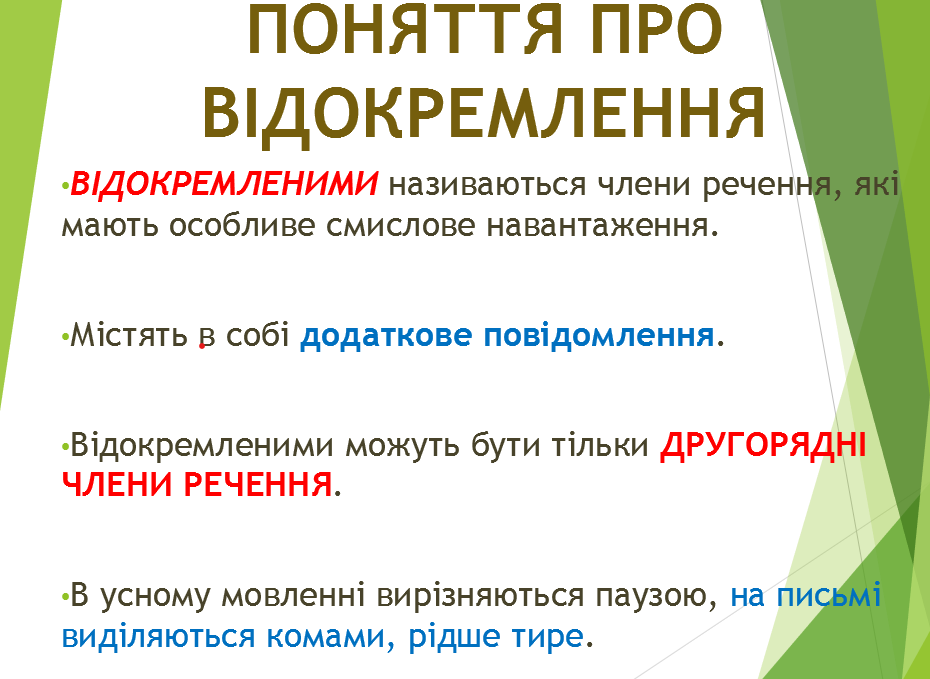 ПОНЯТТЯ ПРО
ВІДОКРЕМЛЕННЯ
•ВІДОКРЕМЛЕНИМИ називаються члени речення, які
мають особливе смислове навантаження.
•Містять в собі додаткове повідомлення.
•Відокремленими можуть бути тільки ДРУГОРЯДНІ
ЧЛЕНИ РЕЧЕННЯ.
•В усному мовленні вирізняються паузою, на письмі
виділяються комами, рідше тире.